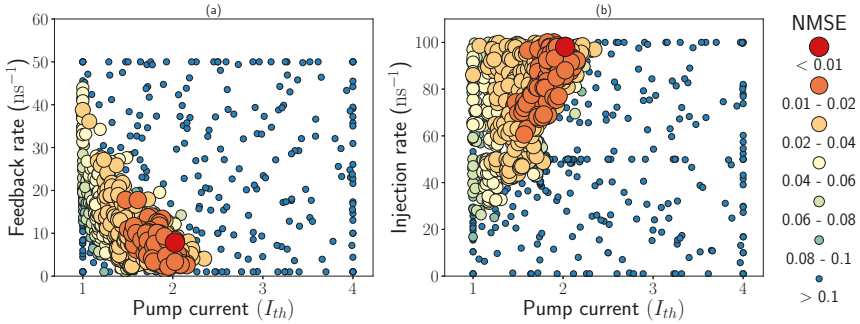 (a)
60
50
40
30
20
10
0
Feedback rate (ns⁻¹)
1
2
3
4
Pump current (I_th)
(b)
120
100
80
60
40
20
0
Injection rate (ns⁻¹)
1
2
3
4
Pump current (I_th)
NMSE
< 0.01
0.01 - 0.02
0.02 - 0.04
0.04 - 0.06
0.06 - 0.08
0.08 - 0.1
> 0.1